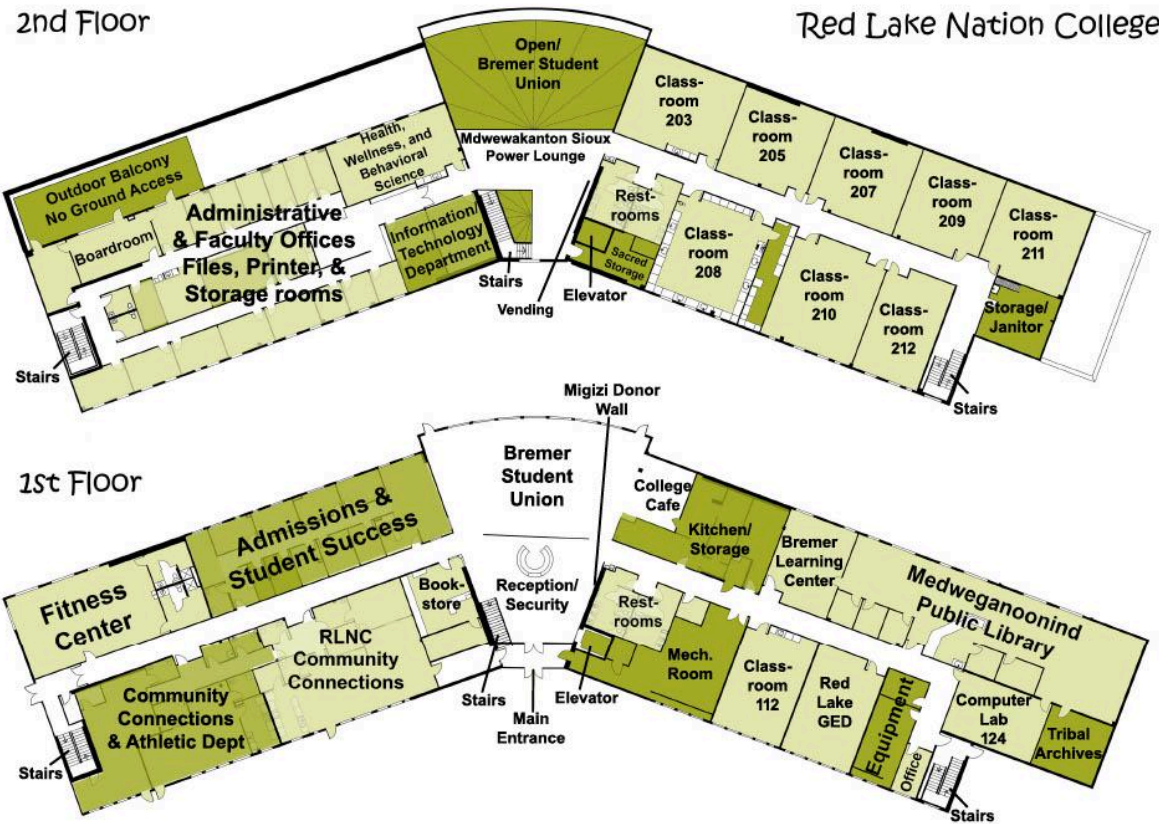 2nd Floor
Red Lake Nation College
Open/
Bremer Student
Union
Mdwewakanton Sioux
Power Lounge
Health,
Wellness, and
Behavioral
Science
Outdoor Balcony
No Ground Access
Boardroom
Administrative
& Faculty Offices
Files, Printer, &
Storage rooms
Information/
Technology
Department
Stairs
Stairs
Vending
Elevator
Rest-
rooms
Sacred
Storage
Class-
room
203
Class-
room
205
Class-
room
207
Class-
room
209
Class-
room
211
Class-
room
208
Class-
room
210
Class-
room
212
Storage/
Janitor
Stairs
1st Floor
Migizi Donor
Wall
Bremer
Student
Union
Reception/
Security
College
Cafe
Kitchen/
Storage
Bremer
Learning
Center
Medweganoonind
Public Library
Admissions &
Student Success
Fitness
Center
Book-
store
RLNC
Community
Connections
Community
Connections
& Athletic Dept
Stairs
Stairs
Main
Entrance
Elevator
Rest-
rooms
Mech.
Room
Class-
room
112
Red
Lake
GED
Equipment
Office
Computer
Lab
124
Tribal
Archives
Stairs